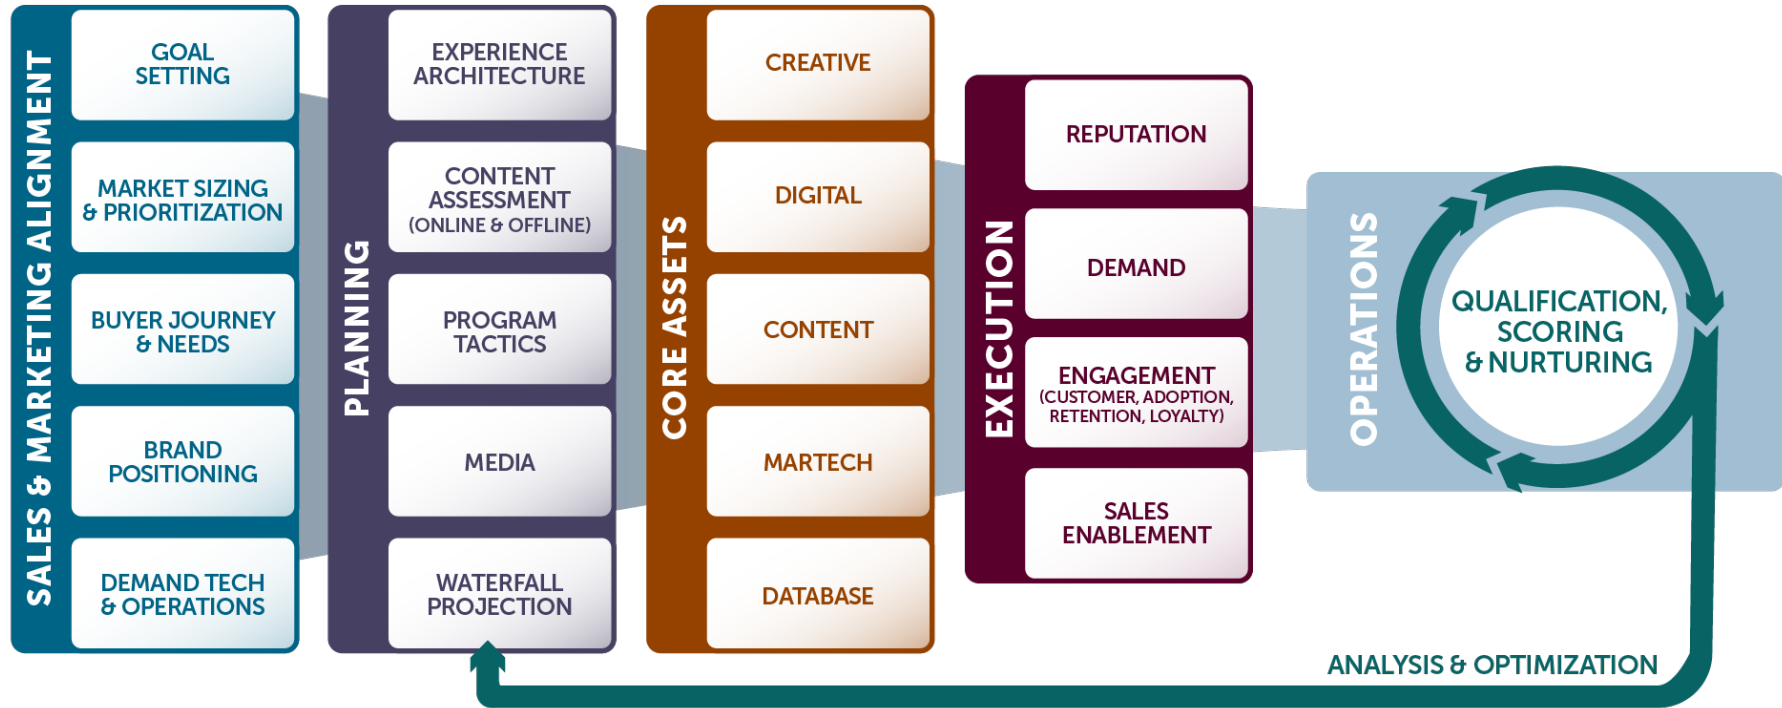 SALES & MARKETING ALIGNMENT
GOAL
SETTING
MARKET SIZING
& PRIORITIZATION
BUYER JOURNEY
& NEEDS
BRAND
POSITIONING
DEMAND TECH
& OPERATIONS
PLANNING
EXPERIENCE
ARCHITECTURE
CONTENT
ASSESSMENT
(ONLINE & OFFLINE)
PROGRAM
TACTICS
MEDIA
WATERFALL
PROJECTION
CORE ASSETS
CREATIVE
DIGITAL
CONTENT
MARTECH
DATABASE
EXECUTION
REPUTATION
DEMAND
ENGAGEMENT
(CUSTOMER, ADOPTION,
RETENTION, LOYALTY)
SALES
ENABLEMENT
OPERATIONS
QUALIFICATION,
SCORING
& NURTURING
ANALYSIS & OPTIMIZATION